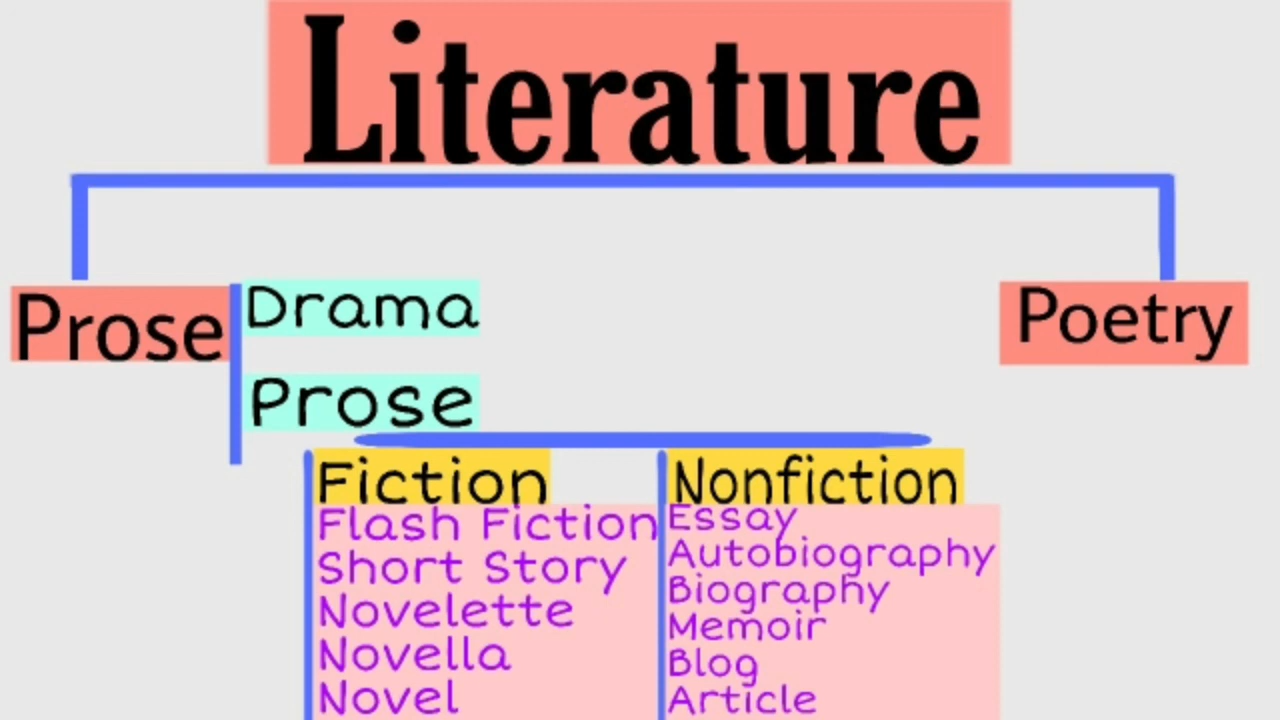 Literature
Prose
Drama
Prose
Fiction
Flash Fiction
Short Story
Novelette
Novella
Novel
Nonfiction
Essay
Autobiography
Biography
Memoir
Blog
Article
Poetry